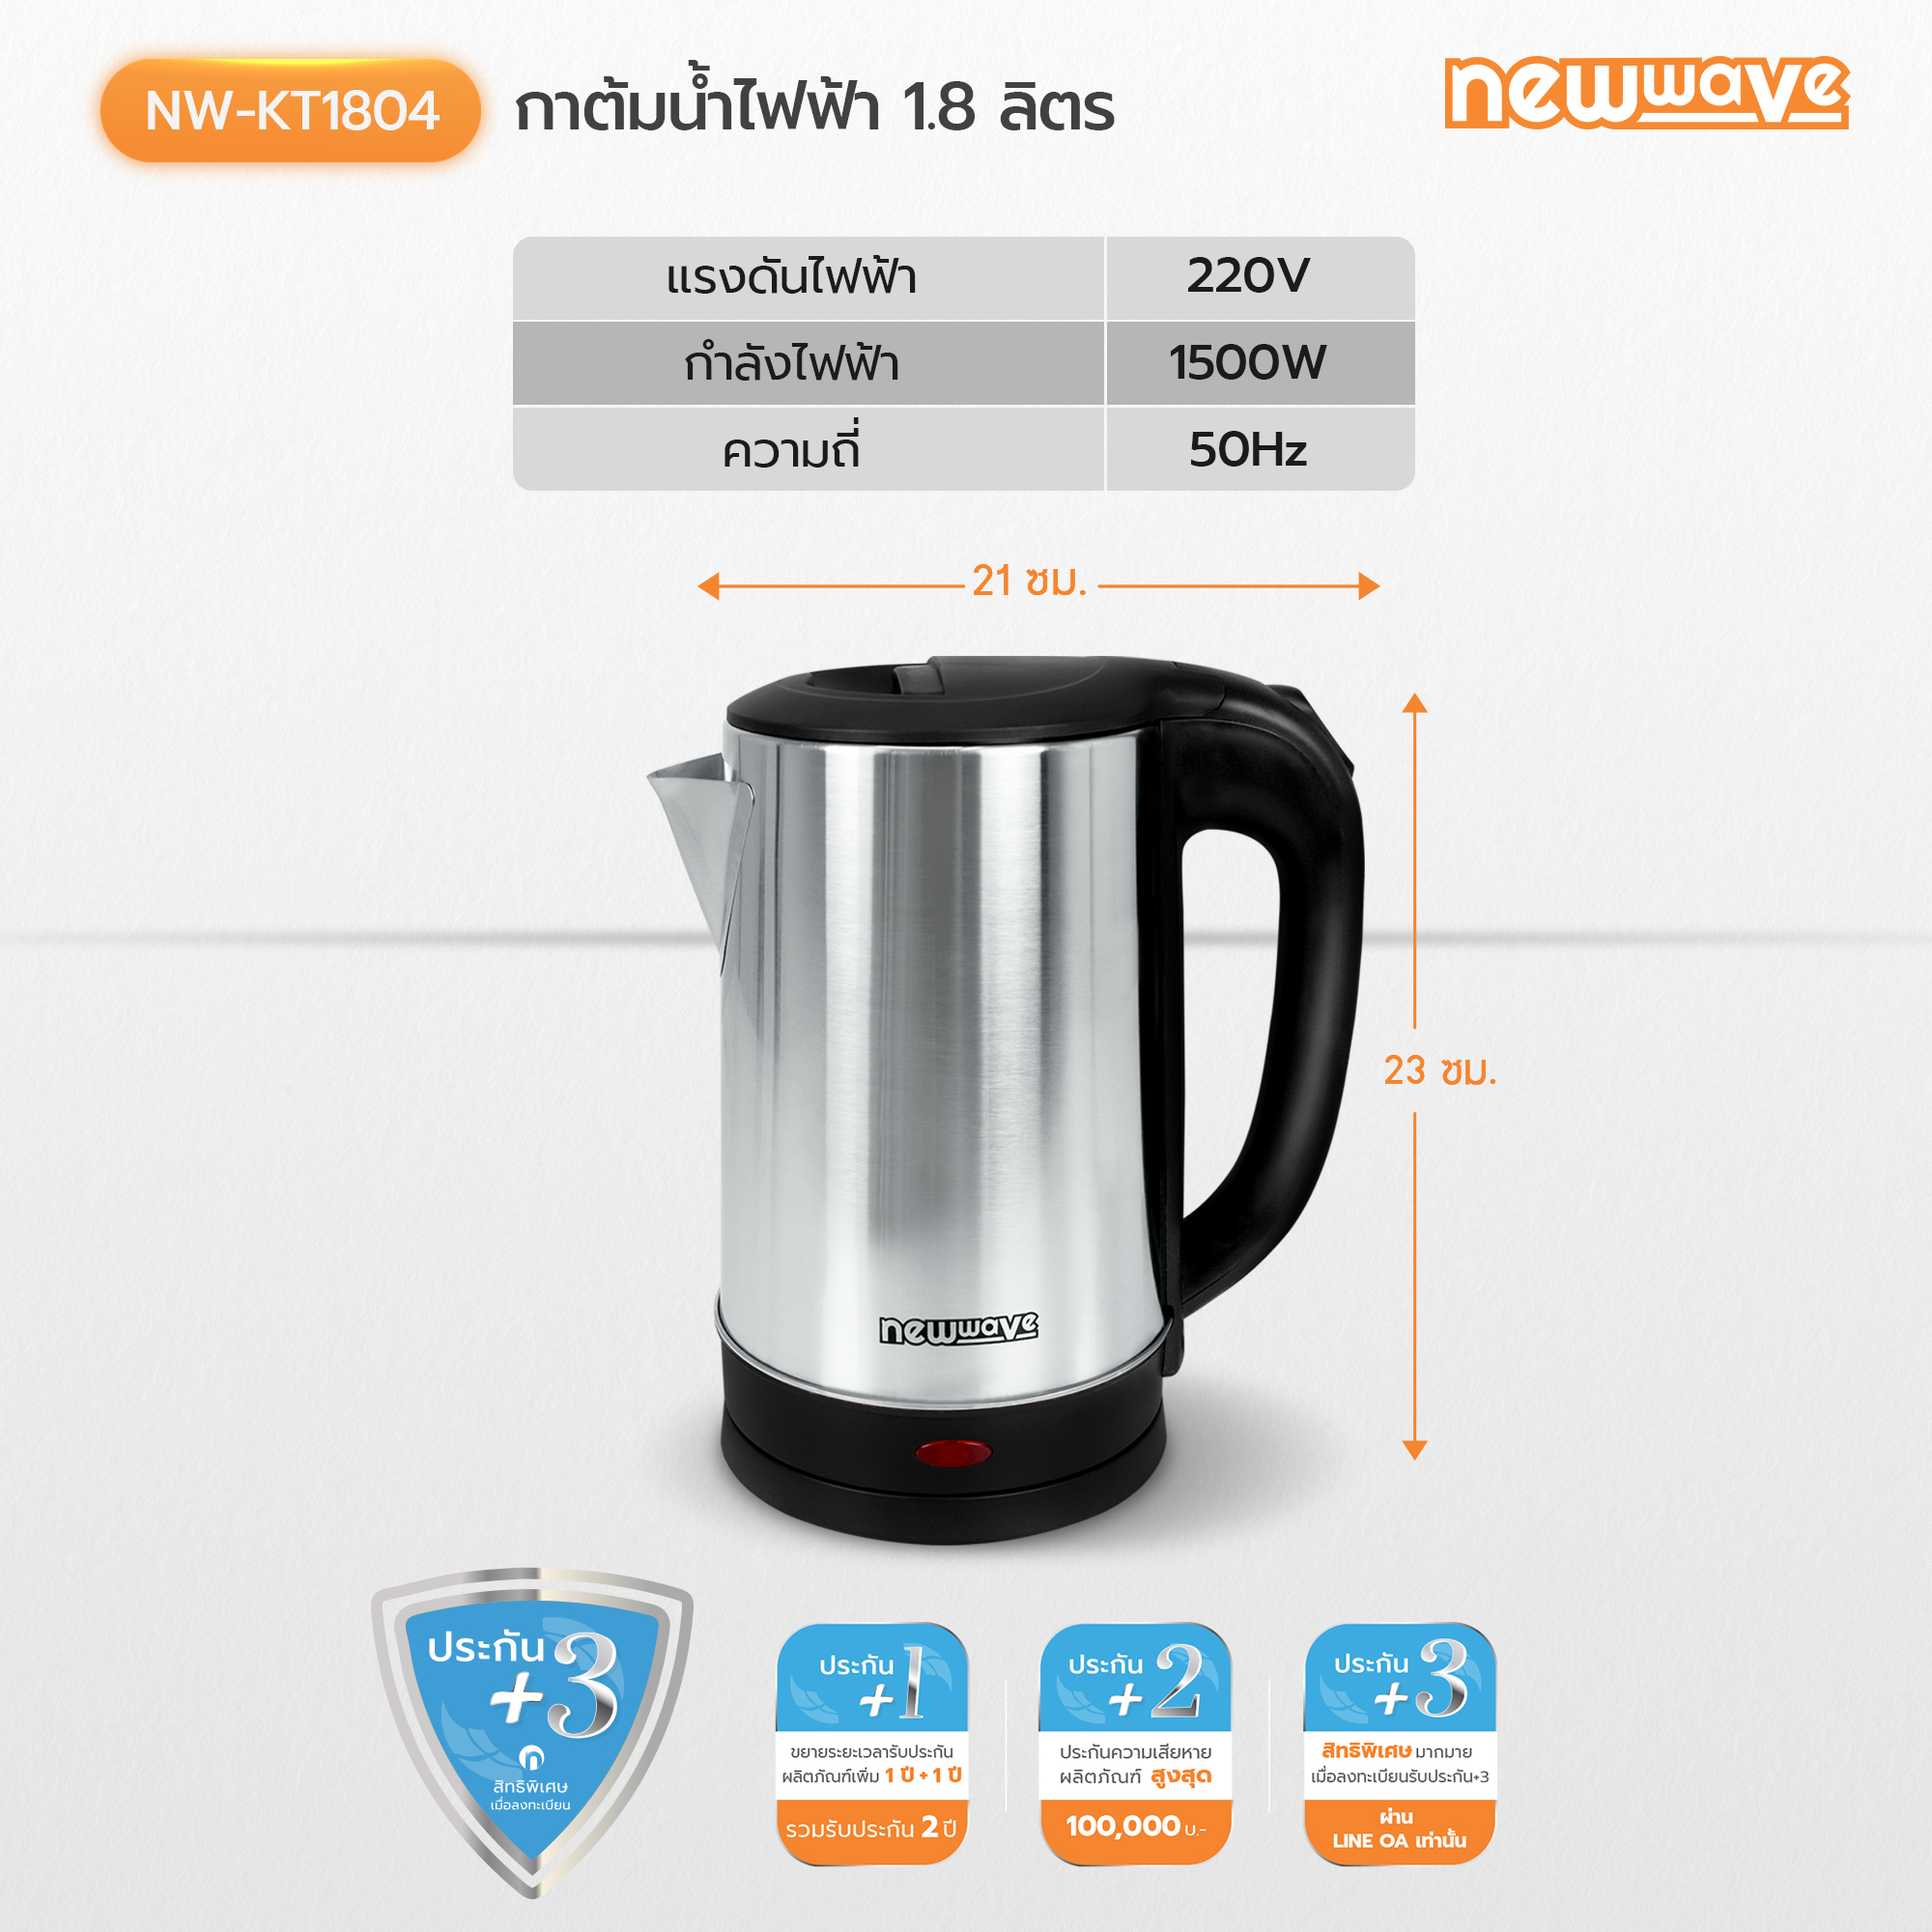 NW-KT1804 กาต้มน้ำไฟฟ้า 1.8 ลิตร
newwave
แรงดันไฟฟ้า 220V
กำลังไฟฟ้า 1500W
ความถี่ 50Hz
21 ซม.
23 ซม.
newwave
ประกัน
+3
สิทธิพิเศษ
เมื่อลงทะเบียน
ประกัน
+1
ขยายระยะเวลารับประกัน
ผลิตภัณฑ์เพิ่ม 1 ปี + 1 ปี
รวมรับประกัน 2 ปี
ประกัน
+2
ประกันความเสียหาย
ผลิตภัณฑ์ สูงสุด
100,000 บ.-
ประกัน
+3
สิทธิพิเศษ มากมาย
เมื่อลงทะเบียนรับประกัน+3
ผ่าน
LINE OA เท่านั้น